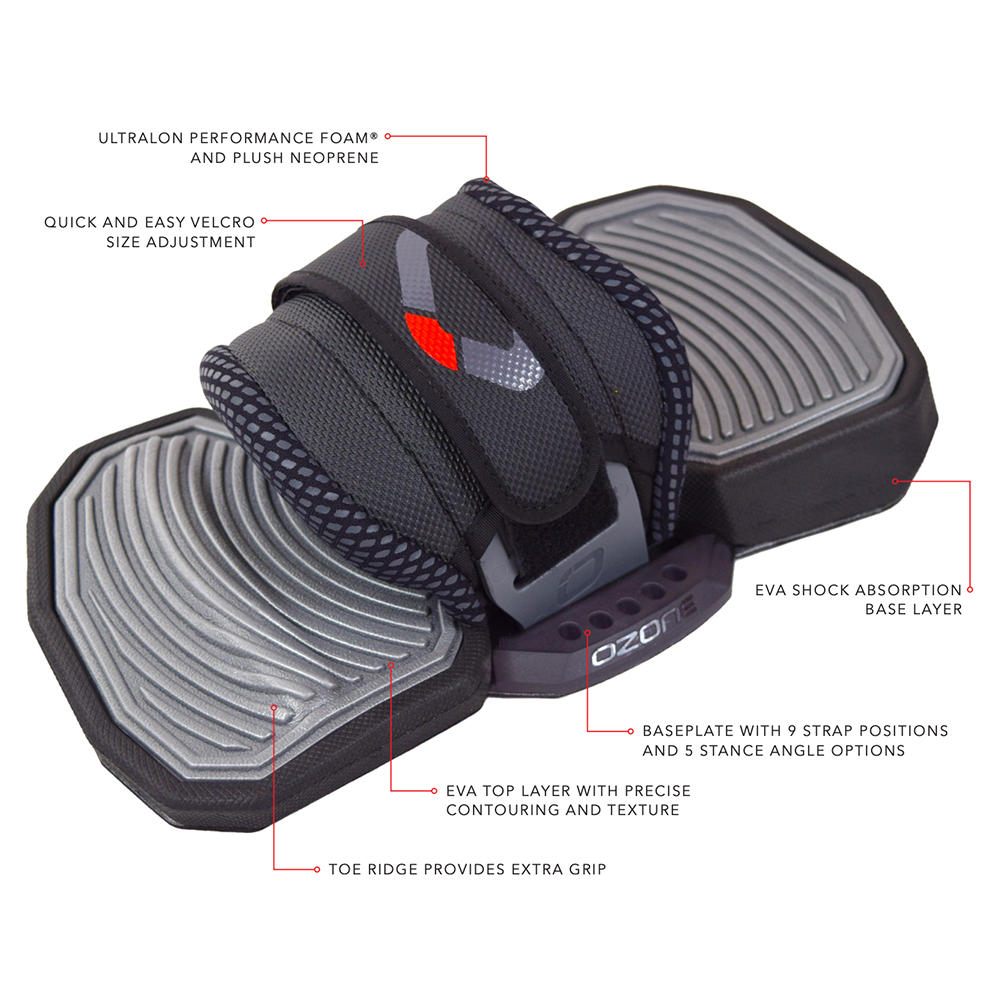 ULTRALON PERFORMANCE FOAM®
AND PLUSH NEOPRENE
QUICK AND EASY VELCRO
SIZE ADJUSTMENT
EVA SHOCK ABSORPTION
BASE LAYER
OZONE
BASEPLATE WITH 9 STRAP POSITIONS
AND 5 STANCE ANGLE OPTIONS
EVA TOP LAYER WITH PRECISE
CONTOURING AND TEXTURE
TOE RIDGE PROVIDES EXTRA GRIP